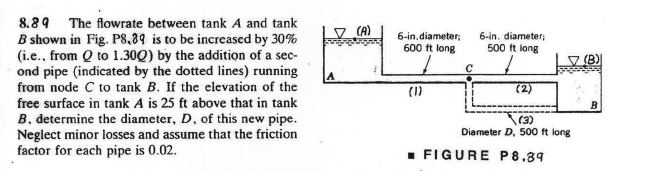 8.89 The flowrate between tank A and tank
B shown in Fig. P8,89 is to be increased by 30%
(i.e., from Q to 1.30Q) by the addition of a sec-
ond pipe (indicated by the dotted lines) running
from node C to tank B. If the elevation of the
free surface in tank A is 25 ft above that in tank
B, determine the diameter, D, of this new pipe.
Neglect minor losses and assume that the friction
factor for each pipe is 0.02.
(A)
6-in. diameter;
600 ft long
6-in. diameter;
500 ft long
(B)
A
C
(1)
(2)
B
(3)
Diameter D, 500 ft long
■ FIGURE P8.89